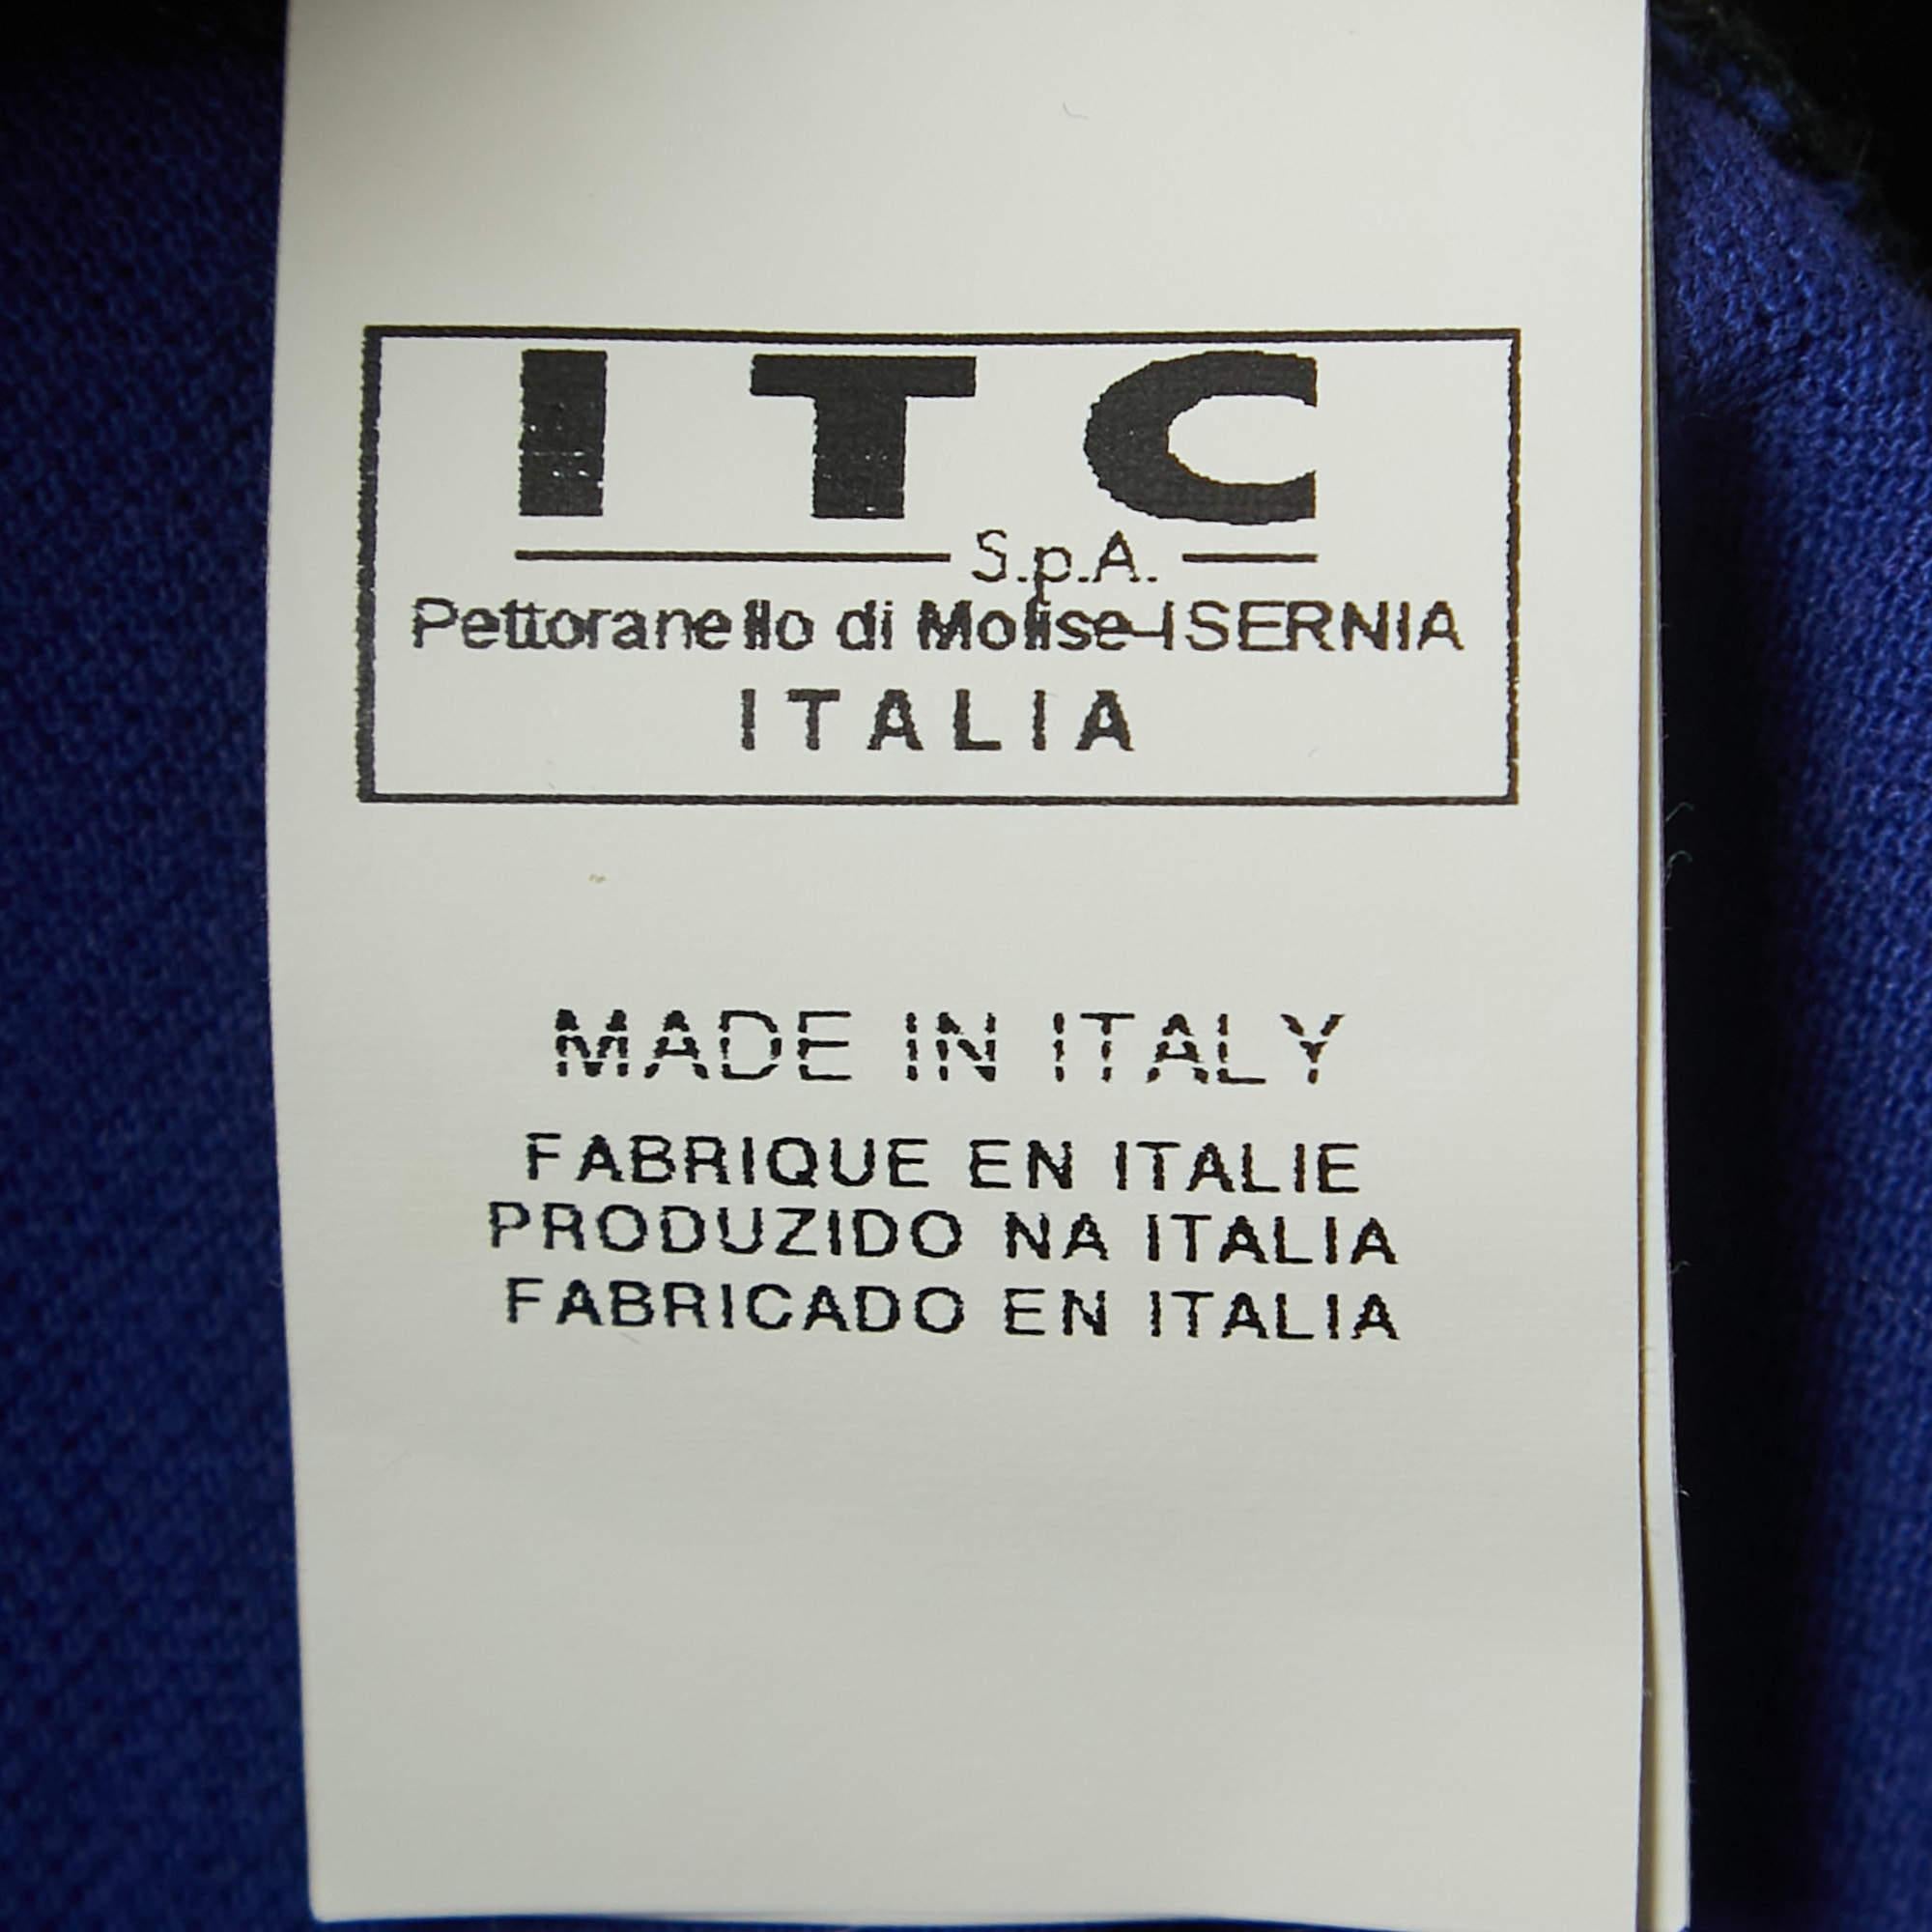 ITC
S.p.A.
Pettoranello di Molise-ISERNIA
ITALIA
MADE IN ITALY
FABRIQUE EN ITALIE
PRODUZIDO NA ITALIA
FABRICADO EN ITALIA